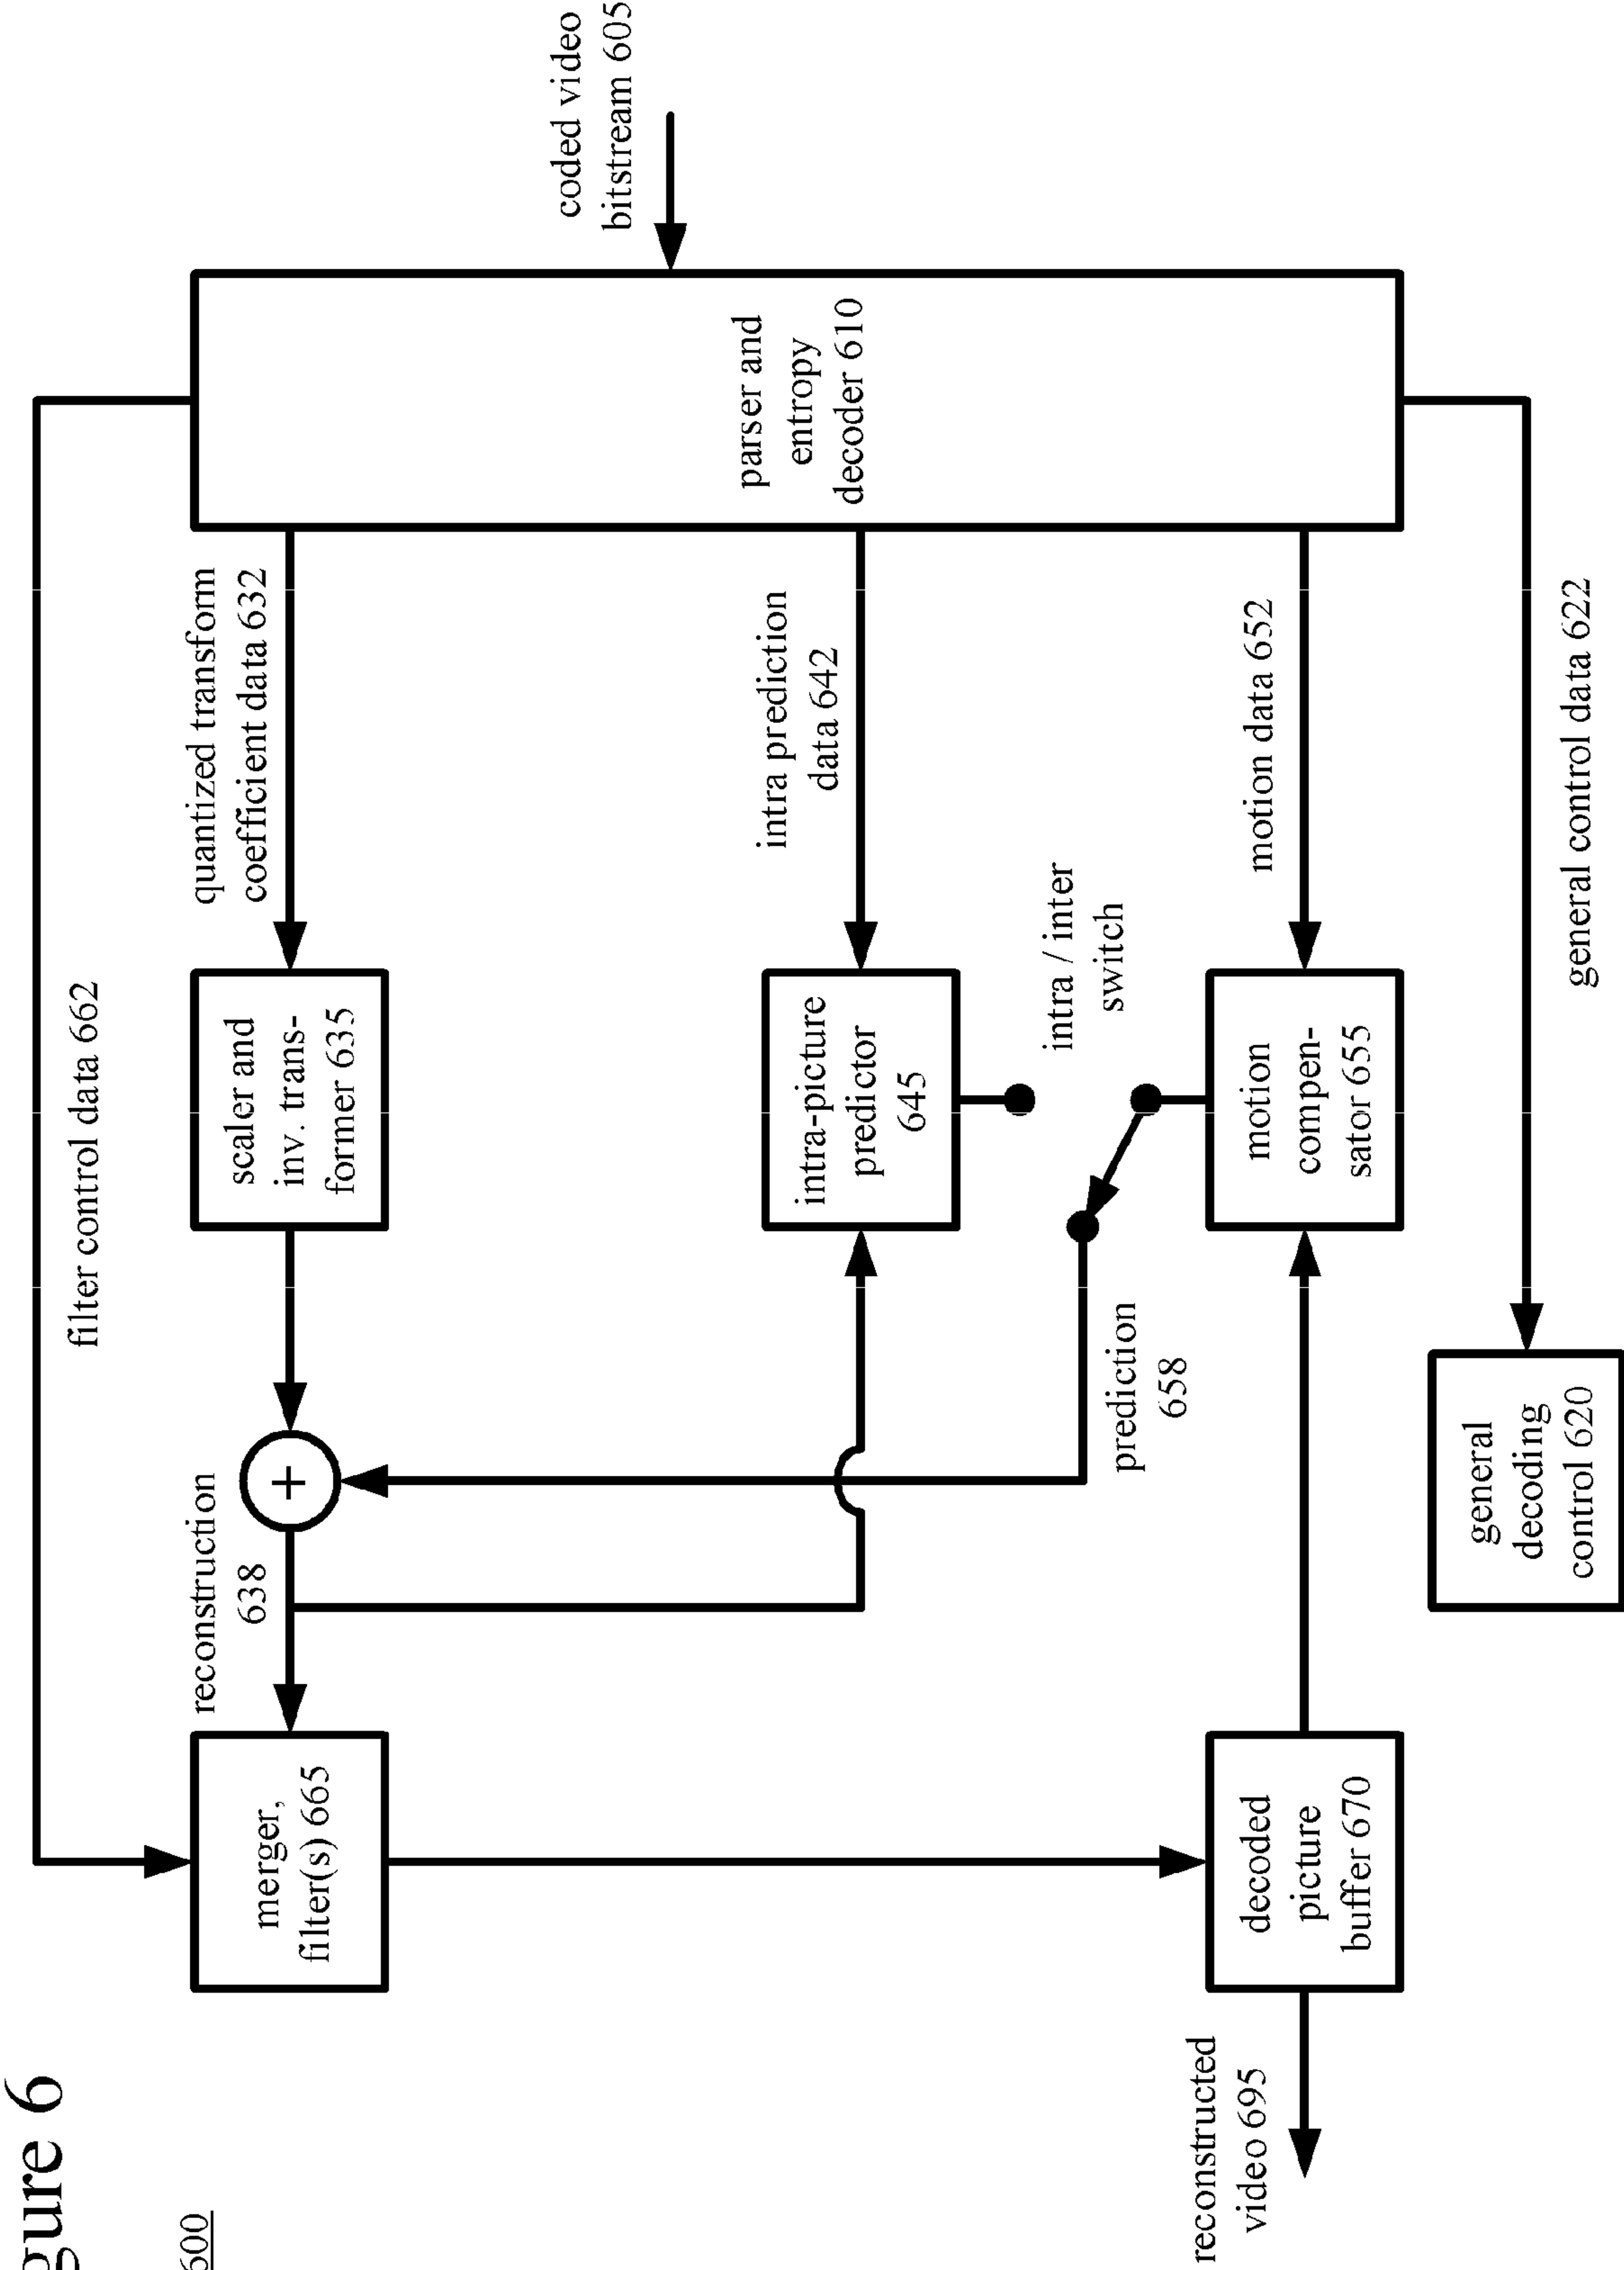 gure 6
600
filter control data 662
merger,
filter(s) 665
reconstruction
638
+
scaler and
inv. trans-
former 635
quantized transform
coefficient data 632
coded video
bitstream 605
parser and
entropy
decoder 610
intra-picture
predictor
645
intra prediction
data 642
intra / inter
switch
prediction
658
reconstructed
video 695
decoded
picture
buffer 670
motion
compen-
sator 655
motion data 652
general
decoding
control 620
general control data 622